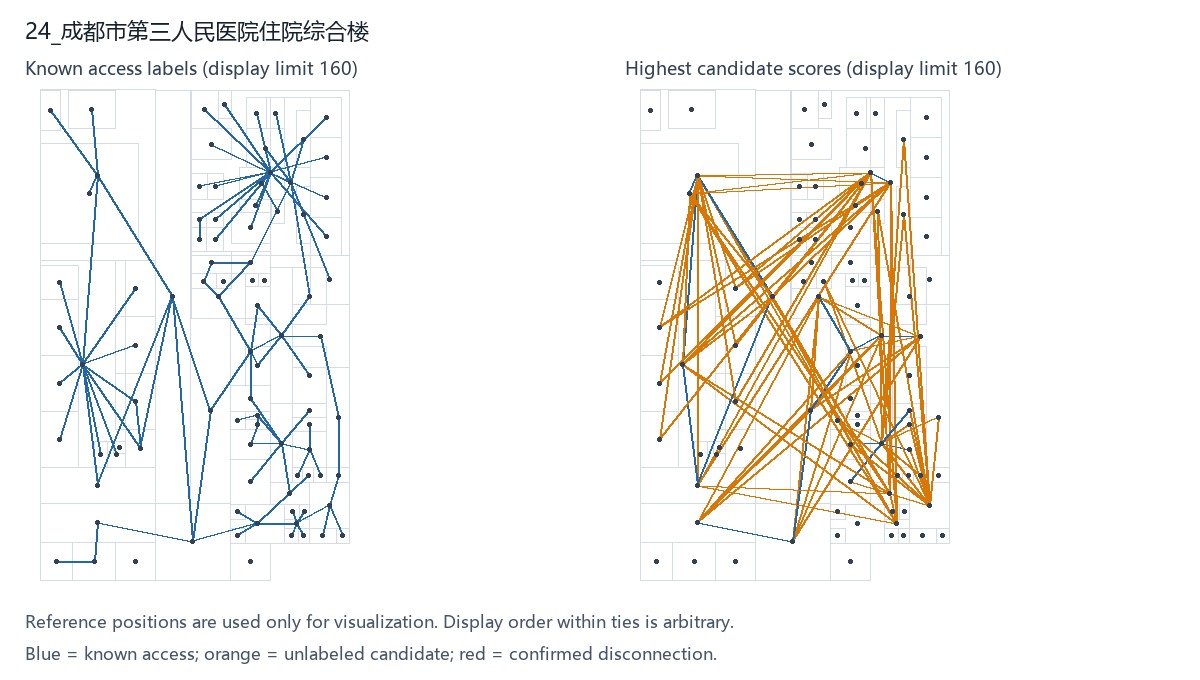 24_成都市第三人民医院住院综合楼
Known access labels (display limit 160)
Highest candidate scores (display limit 160)
Reference positions are used only for visualization. Display order within ties is arbitrary.
Blue = known access; orange = unlabeled candidate; red = confirmed disconnection.